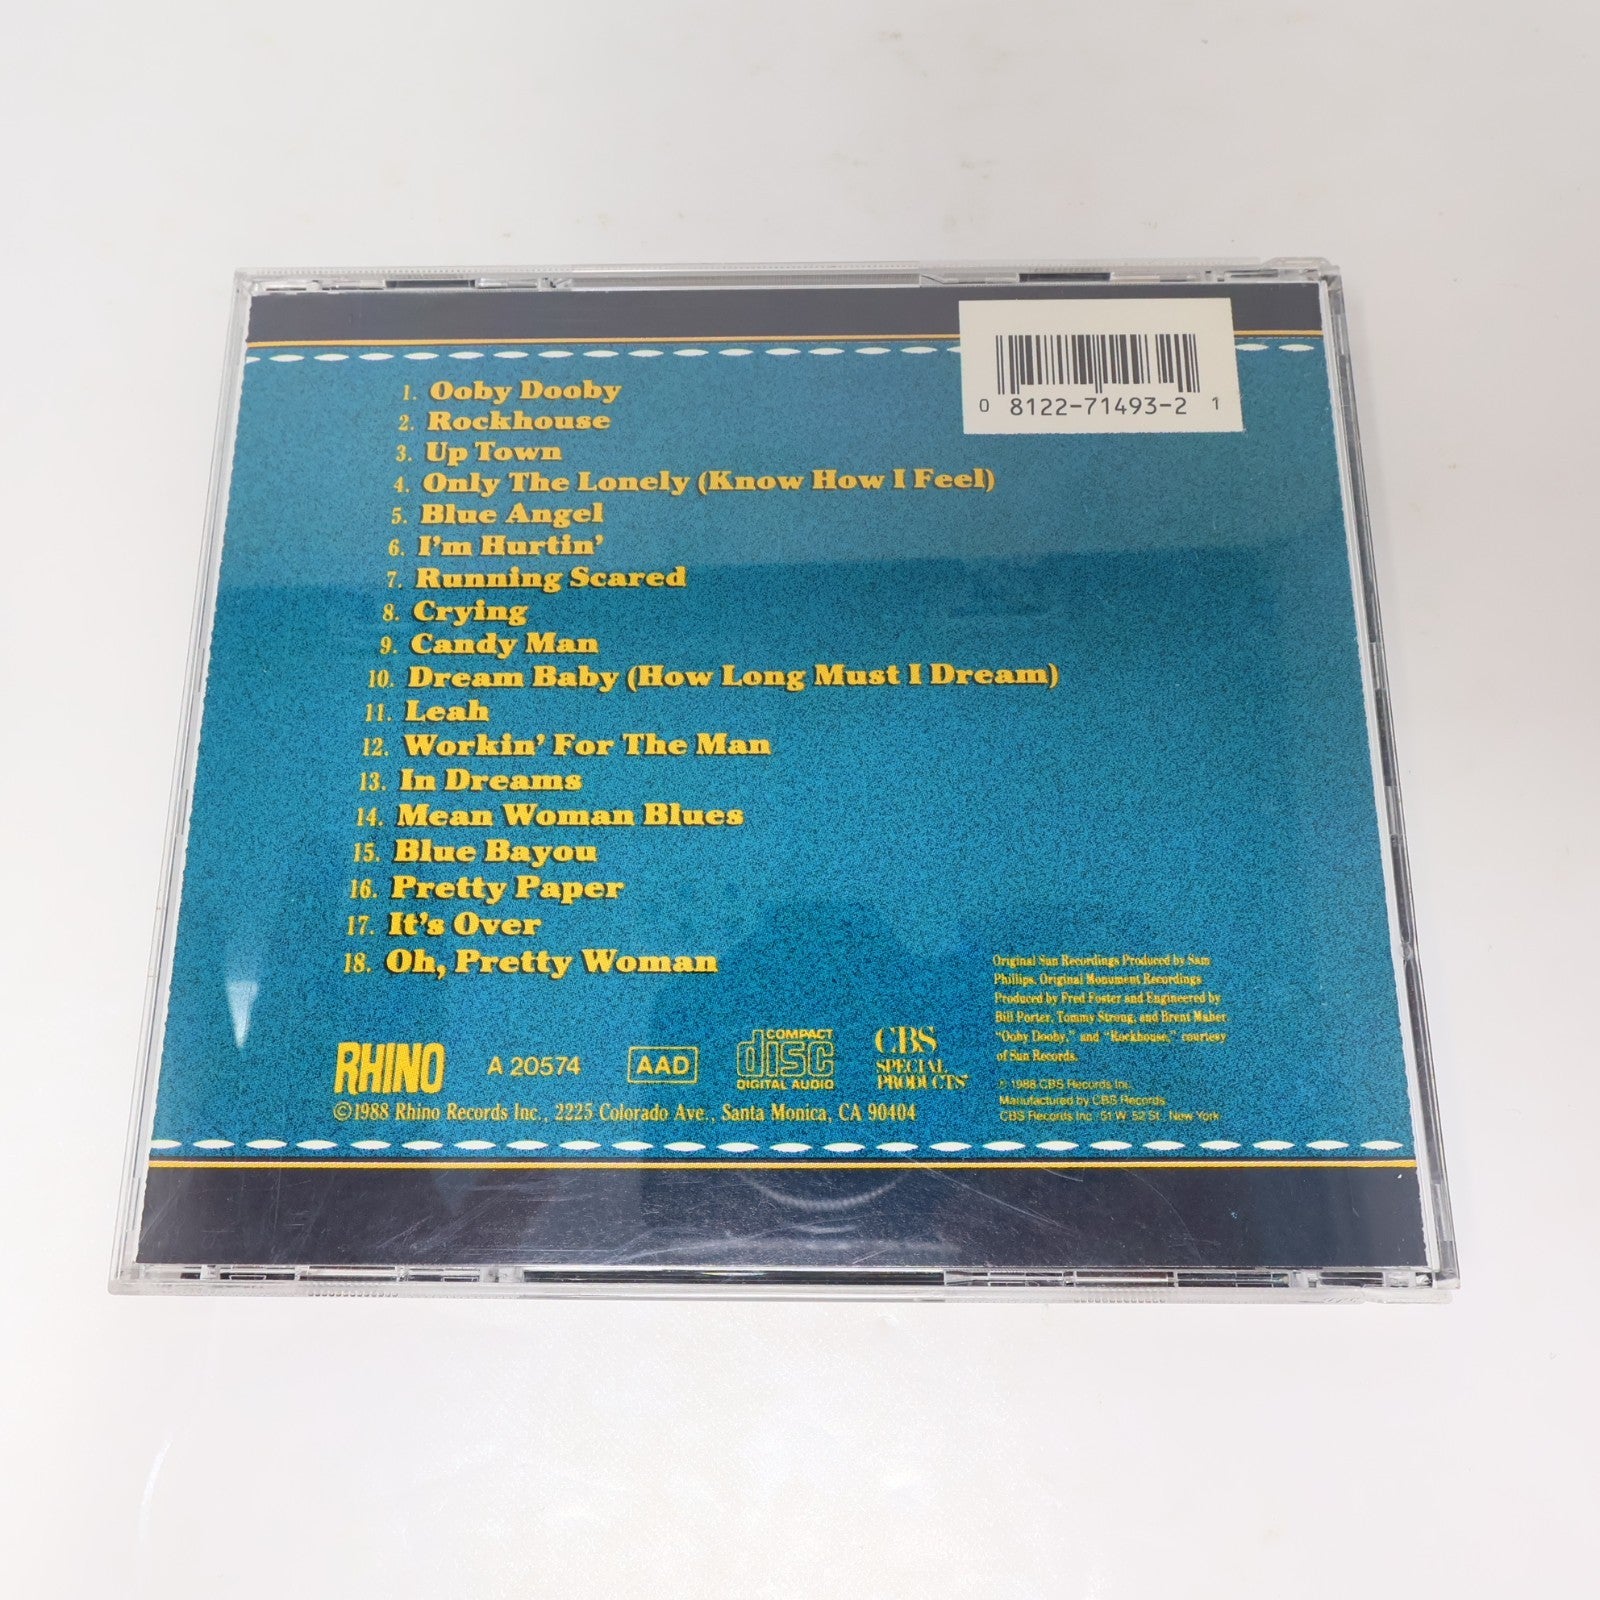 0 8122-71493-2 1
1. Ooby Dooby
2. Rockhouse
3. Up Town
4. Only The Lonely (Know How I Feel)
5. Blue Angel
6. I'm Hurtin'
7. Running Scared
8. Crying
9. Candy Man
10. Dream Baby (How Long Must I Dream)
11. Leah
12. Workin' For The Man
13. In Dreams
14. Mean Woman Blues
15. Blue Bayou
16. Pretty Paper
17. It's Over
18. Oh, Pretty Woman
Original Sun Recordings Produced by Sam
Phillips, Original Monument Recordings
Produced by Fred Foster and Engineered by
Bill Porter, Tommy Strong, and Brent Maher.
"Ooby Dooby," and "Rockhouse," courtesy
of Sun Records.
℗ 1988 CBS Records Inc.
Manufactured by CBS Records
CBS Records Inc. 51 W. 52 St., New York
RHINO
A 20574
AAD
COMPACT
disc
DIGITAL AUDIO
CBS
SPECIAL
PRODUCTS
©1988 Rhino Records Inc., 2225 Colorado Ave., Santa Monica, CA 90404